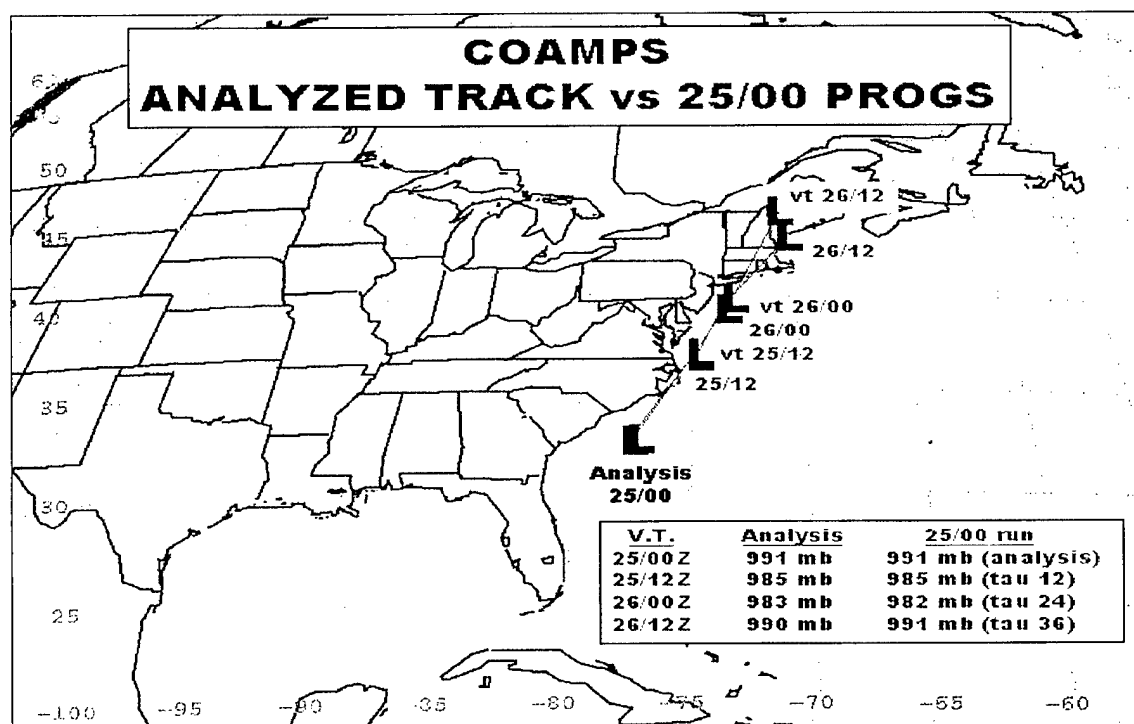 COAMPS
ANALYZED TRACK vs 25/00 PROGS
50
45
40
35
30
25
-100 -95 -90 -85 -80 -75 -70 -65 -60
L vt 26/12
L
26/12
L vt 26/00
26/00
L vt 25/12
25/12
L
Analysis
25/00
V.T. Analysis 25/00 run
25/00Z 991 mb 991 mb (analysis)
25/12Z 985 mb 985 mb (tau 12)
26/00Z 983 mb 982 mb (tau 24)
26/12Z 990 mb 991 mb (tau 36)